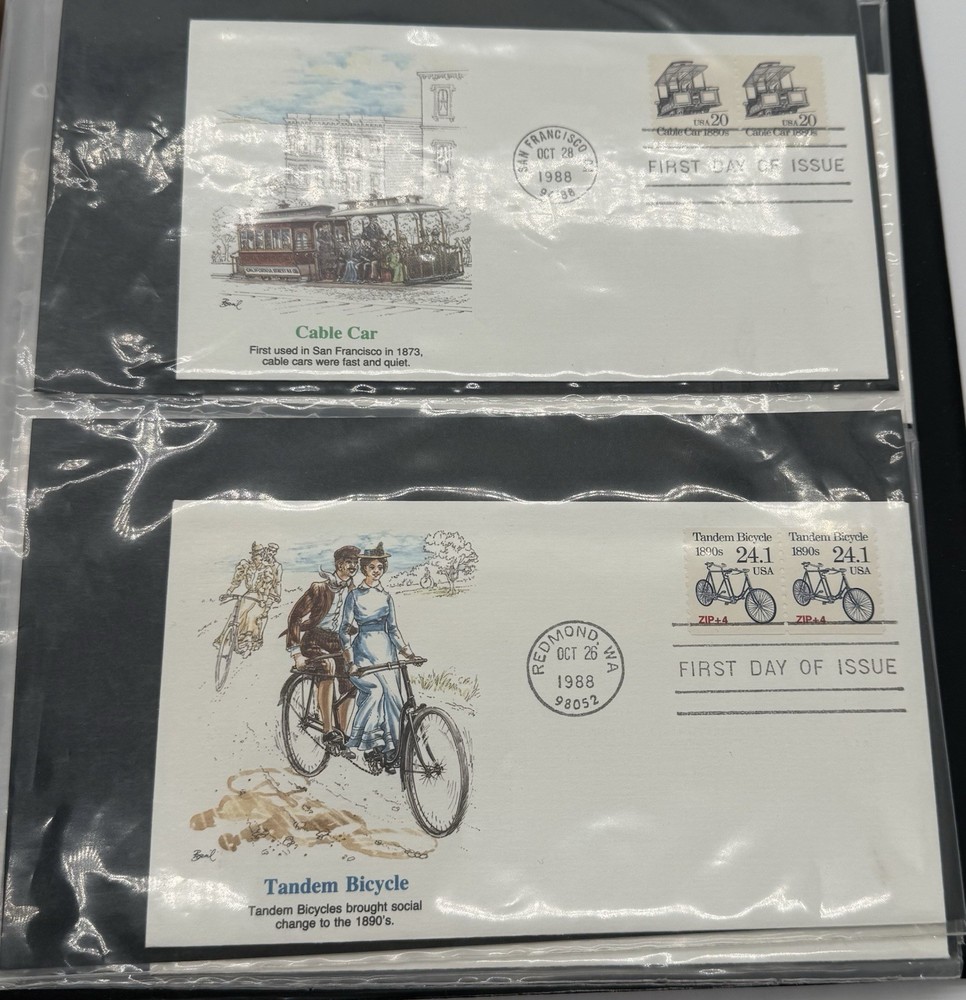 USA 20
Cable Car 1880s
USA 20
Cable Car 1880s
SAN FRANCISCO CA
OCT 28
1988
FIRST DAY OF ISSUE
Cable Car
First used in San Francisco in 1873,
cable cars were fast and quiet.
Tandem Bicycle
1890s 24.1
USA
ZIP+4
Tandem Bicycle
1890s 24.1
USA
ZIP+4
REDMOND, WA
OCT 26
1988
98052
FIRST DAY OF ISSUE
Tandem Bicycle
Tandem Bicycles brought social
change to the 1890's.